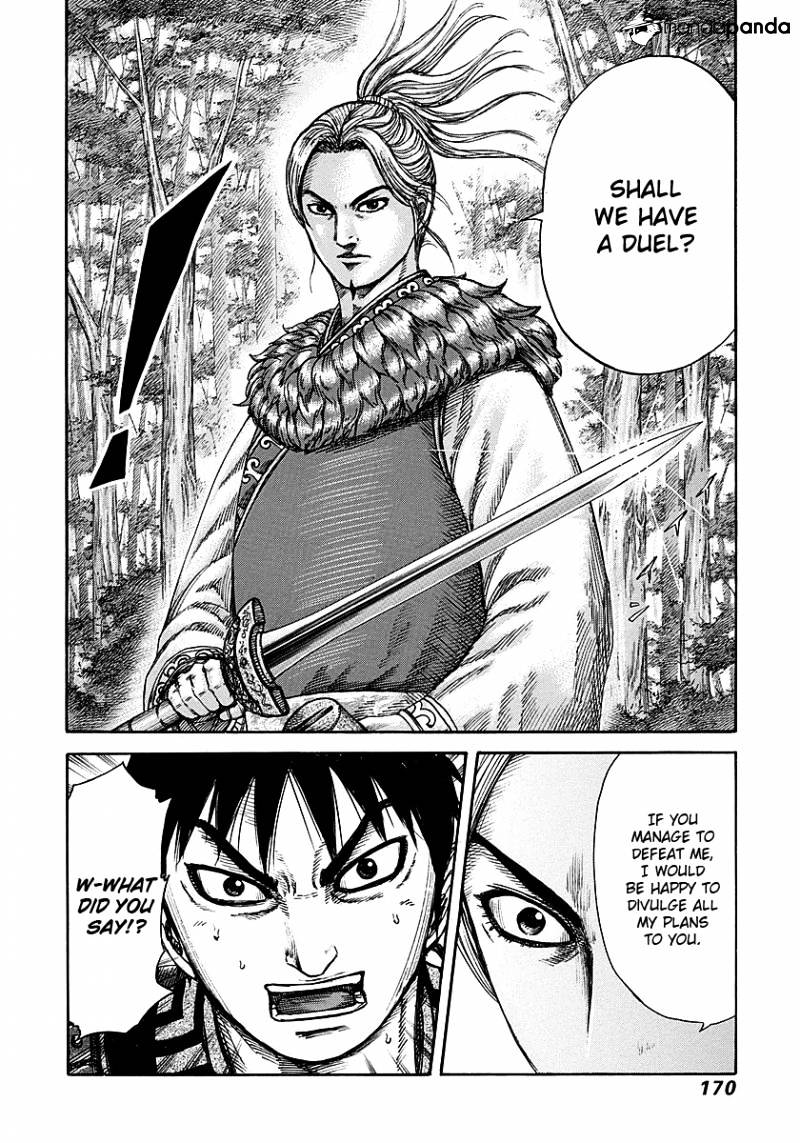 mangapanda
SHALL
WE HAVE
A DUEL?
!
IF YOU
MANAGE TO
DEFEAT ME,
I WOULD
BE HAPPY TO
DIVULGE ALL
MY PLANS
TO YOU.
W-WHAT
DID YOU
SAY!?
170